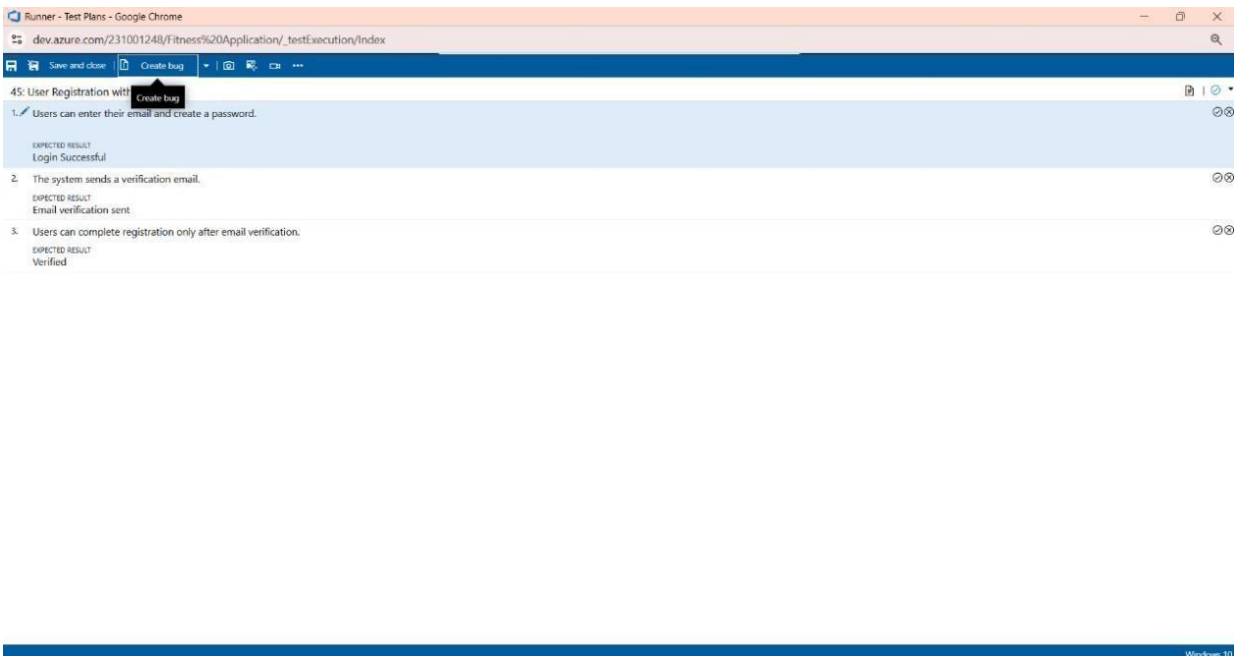 Runner - Test Plans - Google Chrome
dev.azure.com/231001248/Fitness%20Application/_testExecution/Index
Save and close Create bug
45: User Registration with
Create bug
1. Users can enter their email and create a password.
EXPECTED RESULT
Login Successful
2. The system sends a verification email.
EXPECTED RESULT
Email verification sent
3. Users can complete registration only after email verification.
EXPECTED RESULT
Verified
Windows 10